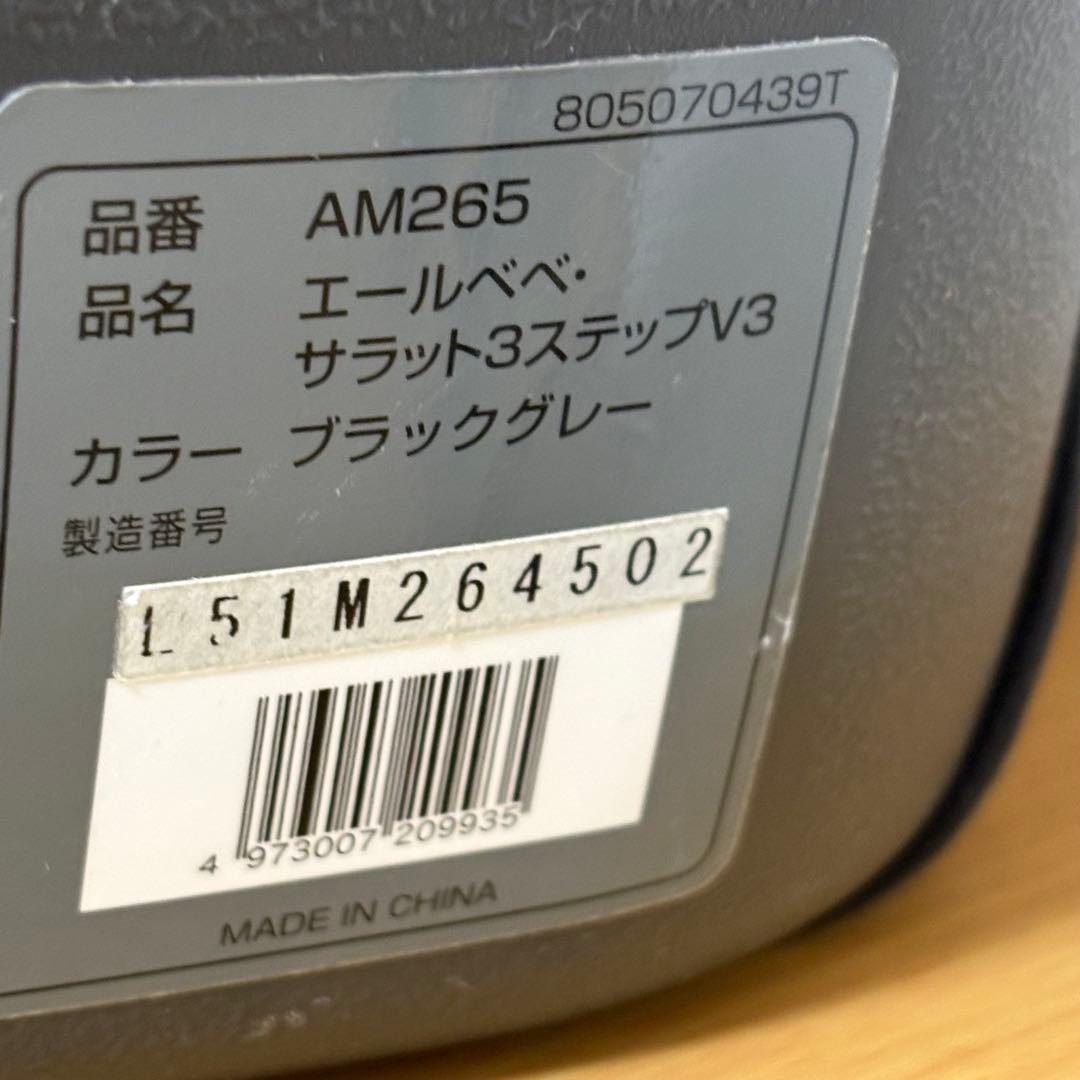 805070439T
品番 AM265
品名 エールベベ・
サラット3ステップV3
カラー ブラックグレー
製造番号
L51M264502
4 973007 209935
MADE IN CHINA